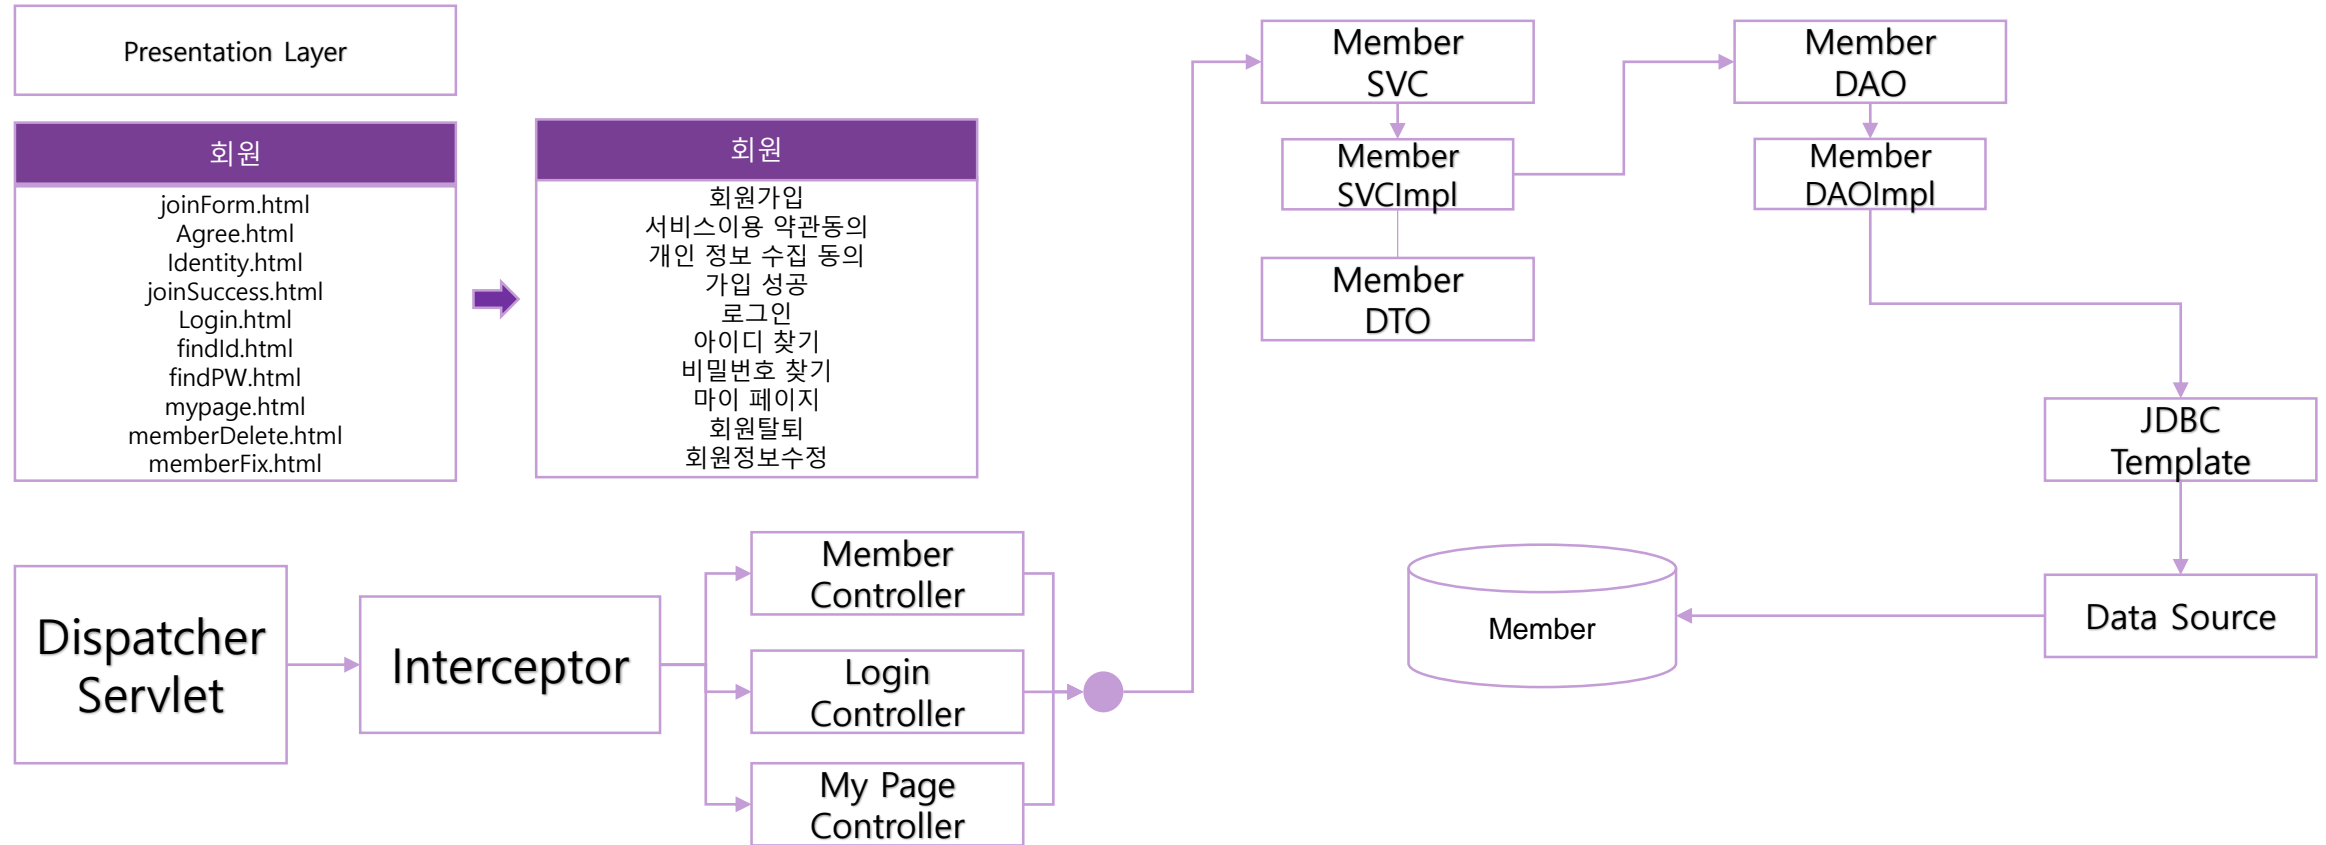 Presentation Layer
회원
joinForm.html
Agree.html
Identity.html
joinSuccess.html
Login.html
findId.html
findPW.html
mypage.html
memberDelete.html
memberFix.html
회원
회원가입
서비스이용 약관동의
개인 정보 수집 동의
가입 성공
로그인
아이디 찾기
비밀번호 찾기
마이 페이지
회원탈퇴
회원정보수정
Member
SVC
Member
SVCImpl
Member
DTO
Member
DAO
Member
DAOImpl
JDBC
Template
Data Source
Member
Dispatcher
Servlet
Interceptor
Member
Controller
Login
Controller
My Page
Controller